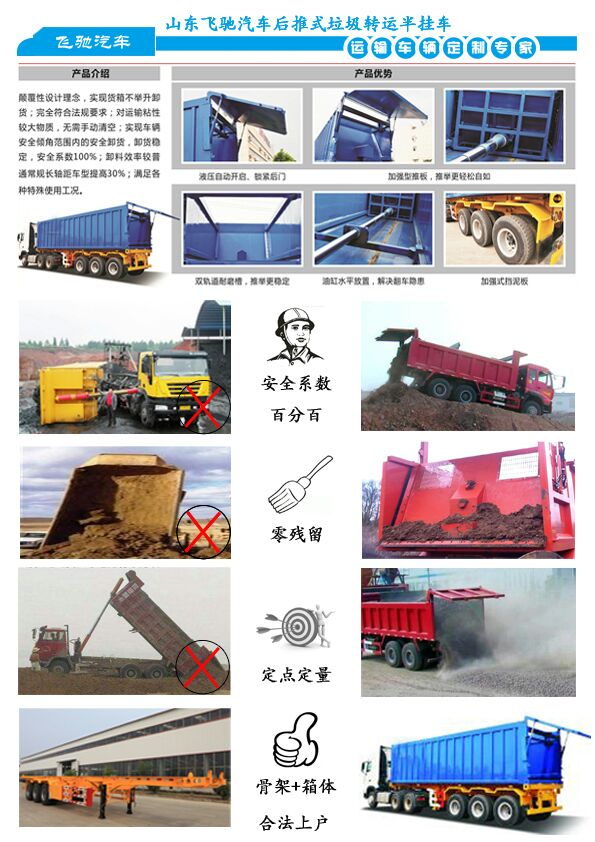 山东飞驰汽车后推式垃圾转运半挂车
飞驰汽车
运输车辆定制专家
产品介绍
产品优势
颠覆性设计理念，实现货箱不举升卸
货；完全符合法规要求；对运输粘性
较大物质，无需手动清空；实现车辆
安全倾角范围内的安全卸货，卸货稳
定，安全系数100%；卸料效率较普
通常规长轴距车型提高30%；满足各
种特殊使用工况。
液压自动开启、锁紧后门
加强型推板，推举更轻松自如
双轨道耐磨槽，推举更稳定
油缸水平放置，解决翻车隐患
加强式挡泥板
安全系数
百分百
零残留
定点定量
骨架+箱体
合法上户